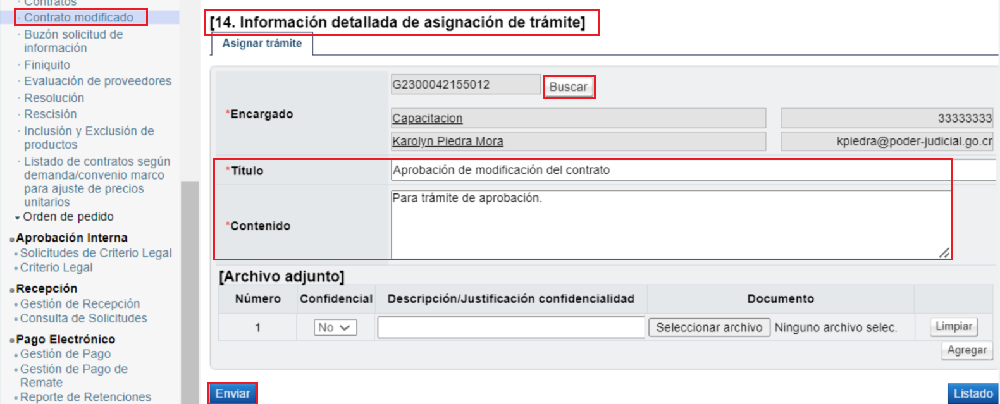 Contratos
· Contrato modificado
· Buzón solicitud de
información
· Finiquito
· Evaluación de proveedores
· Resolución
· Rescisión
· Inclusión y Exclusión de
productos
· Listado de contratos según
demanda/convenio marco
para ajuste de precios
unitarios
Orden de pedido
Aprobación Interna
Solicitudes de Criterio Legal
Criterio Legal
Recepción
Gestión de Recepción
Consulta de Solicitudes
Pago Electrónico
Gestión de Pago
Gestión de Pago de
Remate
Reporte de Retenciones
[14. Información detallada de asignación de trámite]
Asignar trámite
*Encargado
G2300042155012 Buscar
Capacitacion 33333333
Karolyn Piedra Mora kpiedra@poder-judicial.go.cr
*Título Aprobación de modificación del contrato
*Contenido Para trámite de aprobación.
[Archivo adjunto]
Número Confidencial Descripción/Justificación confidencialidad Documento
1 No Seleccionar archivo Ninguno archivo selec. Limpiar
Agregar
Enviar Listado